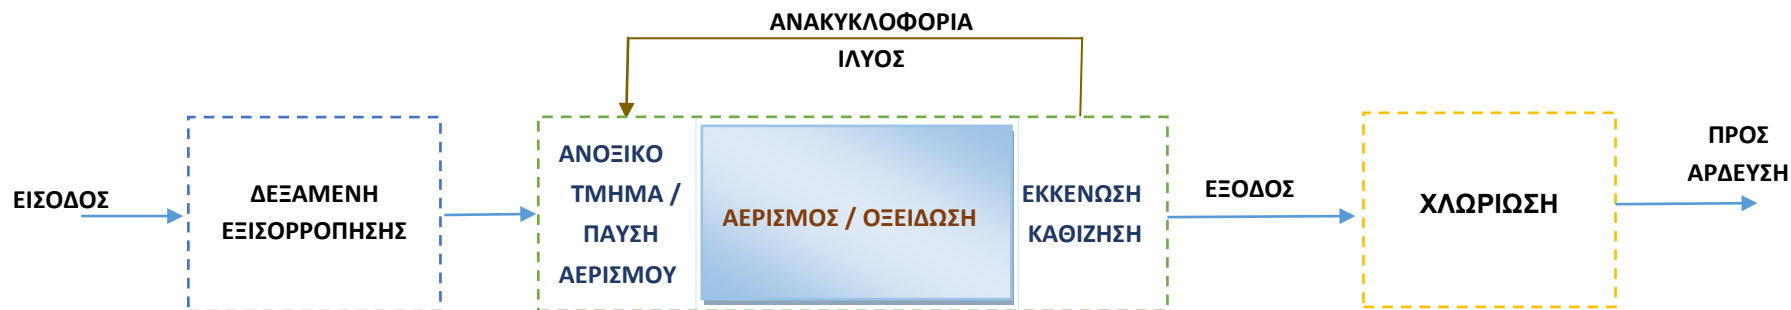 ΑΝΑΚΥΚΛΟΦΟΡΙΑ
ΙΛΥΟΣ
ΕΙΣΟΔΟΣ
ΔΕΞΑΜΕΝΗ
ΕΞΙΣΟΡΡΟΠΗΣΗΣ
ΑΝΟΞΙΚΟ
ΤΜΗΜΑ /
ΠΑΥΣΗ
ΑΕΡΙΣΜΟΥ
ΑΕΡΙΣΜΟΣ / ΟΞΕΙΔΩΣΗ
ΕΚΚΕΝΩΣΗ
ΚΑΘΙΖΗΣΗ
ΕΞΟΔΟΣ
ΧΛΩΡΙΩΣΗ
ΠΡΟΣ
ΑΡΔΕΥΣΗ